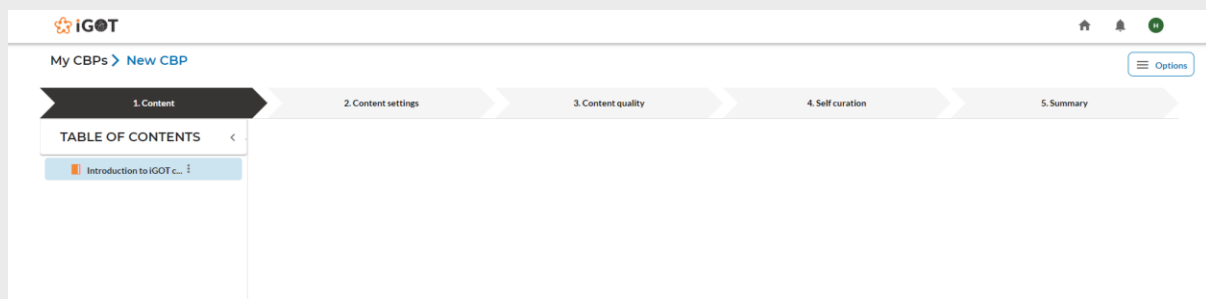 iGOT
H
My CBPs > New CBP
Options
1. Content 2. Content settings 3. Content quality 4. Self curation 5. Summary
TABLE OF CONTENTS <
Introduction to iGOT c...